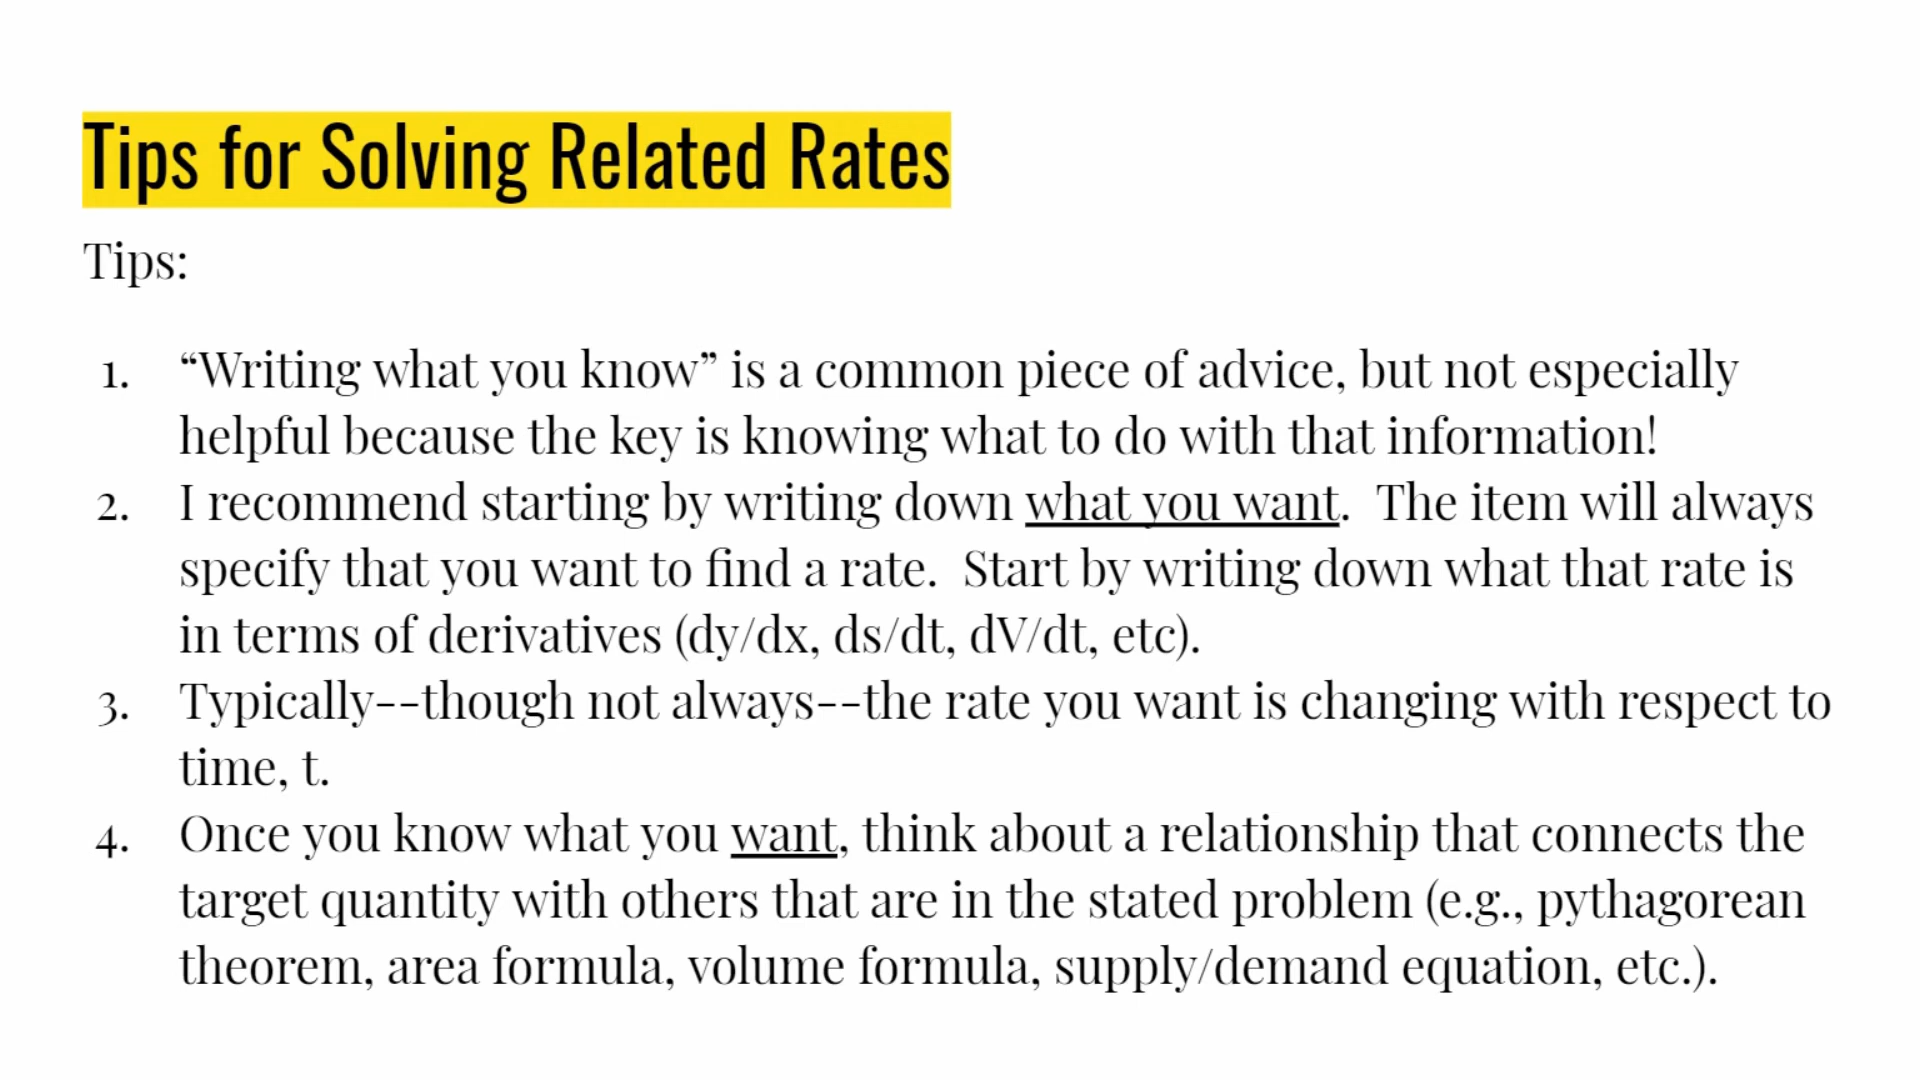 Tips for Solving Related Rates
Tips:
1. “Writing what you know” is a common piece of advice, but not especially
helpful because the key is knowing what to do with that information!
2. I recommend starting by writing down what you want.  The item will always
specify that you want to find a rate.  Start by writing down what that rate is
in terms of derivatives (dy/dx, ds/dt, dV/dt, etc).
3. Typically--though not always--the rate you want is changing with respect to
time, t.
4. Once you know what you want, think about a relationship that connects the
target quantity with others that are in the stated problem (e.g., pythagorean
theorem, area formula, volume formula, supply/demand equation, etc.).